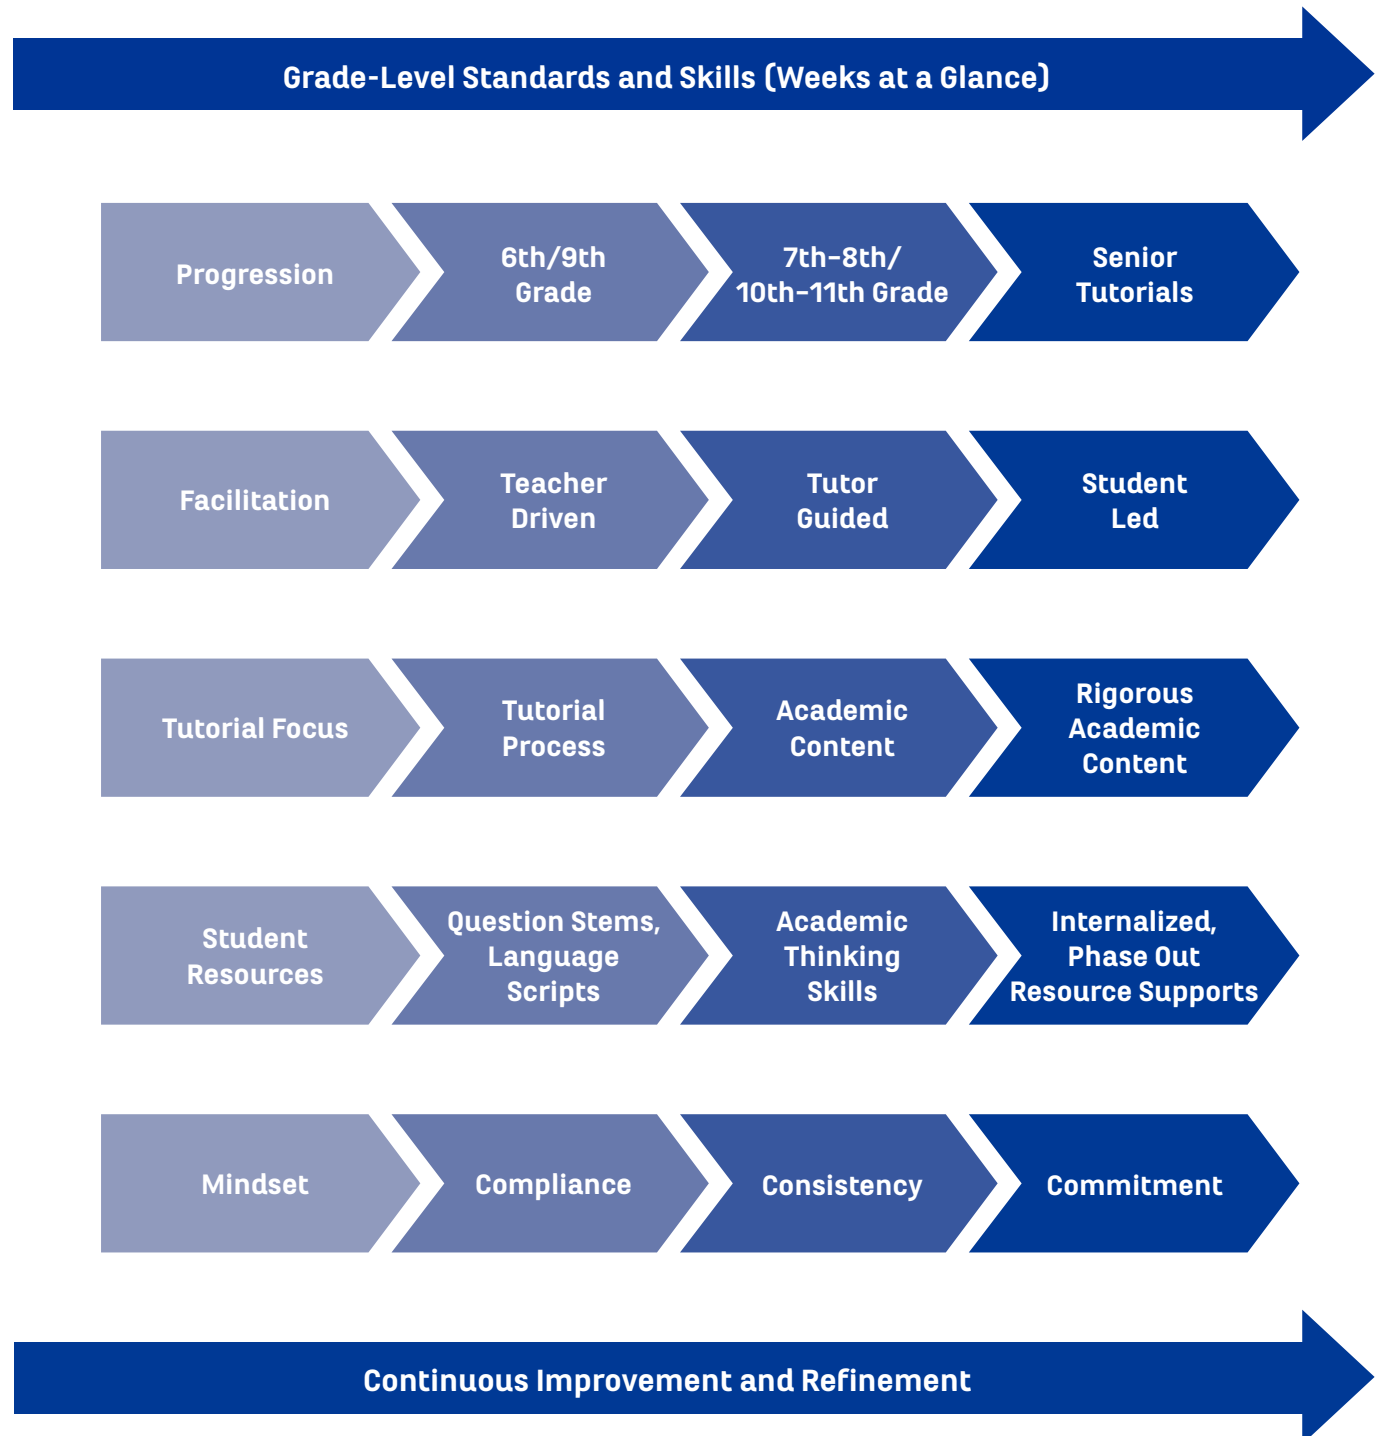 Grade-Level Standards and Skills (Weeks at a Glance)
Progression
6th/9th
Grade
7th-8th/
10th-11th Grade
Senior
Tutorials
Facilitation
Teacher
Driven
Tutor
Guided
Student
Led
Tutorial Focus
Tutorial
Process
Academic
Content
Rigorous
Academic
Content
Student
Resources
Question Stems,
Language
Scripts
Academic
Thinking
Skills
Internalized,
Phase Out
Resource Supports
Mindset
Compliance
Consistency
Commitment
Continuous Improvement and Refinement